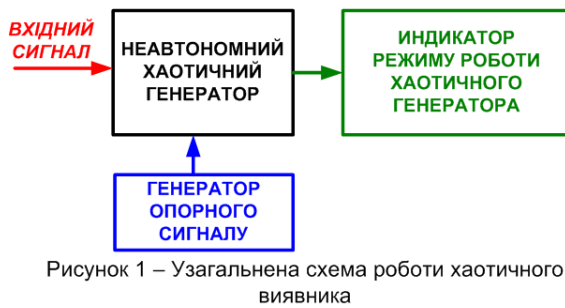 ВХІДНИЙ
СИГНАЛ
НЕАВТОНОМНИЙ
ХАОТИЧНИЙ
ГЕНЕРАТОР
ИНДИКАТОР
РЕЖИМУ РОБОТИ
ХАОТИЧНОГО
ГЕНЕРАТОРА
ГЕНЕРАТОР
ОПОРНОГО
СИГНАЛУ
Рисунок 1 – Узагальнена схема роботи хаотичного
виявника